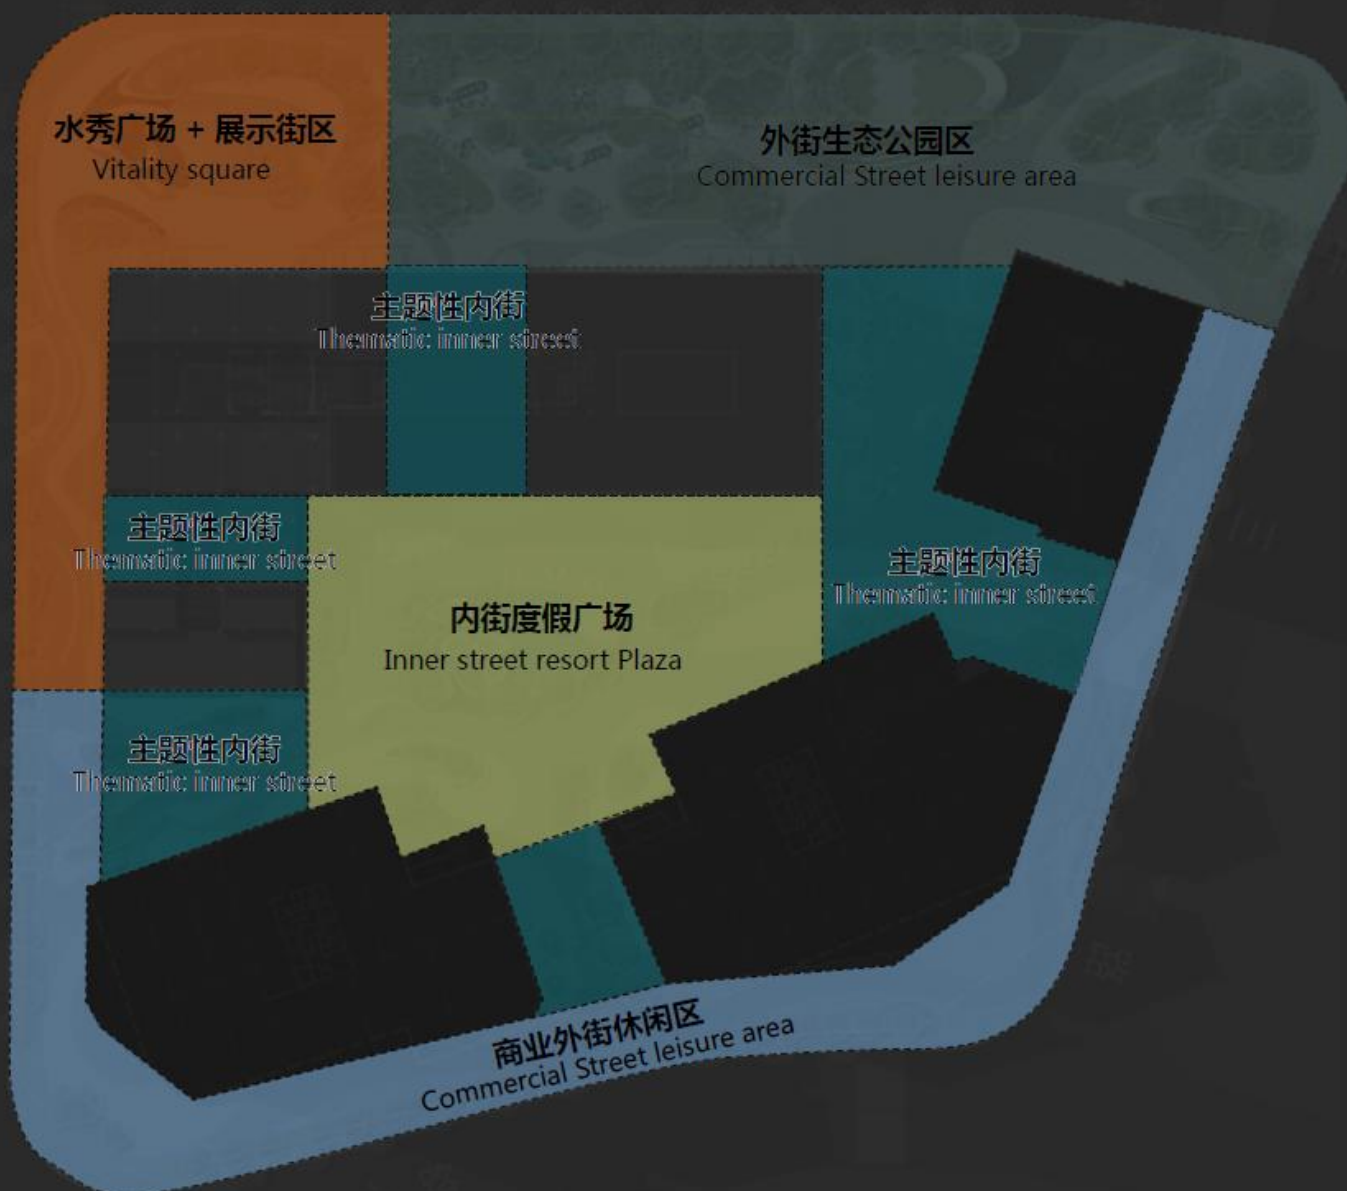 水秀广场 + 展示街区
Vitality square
外街生态公园区
Commercial Street leisure area
主题性内街
Thematic inner street
主题性内街
Thematic inner street
主题性内街
Thematic inner street
内街度假广场
Inner street resort Plaza
主题性内街
Thematic inner street
商业外街休闲区
Commercial Street leisure area